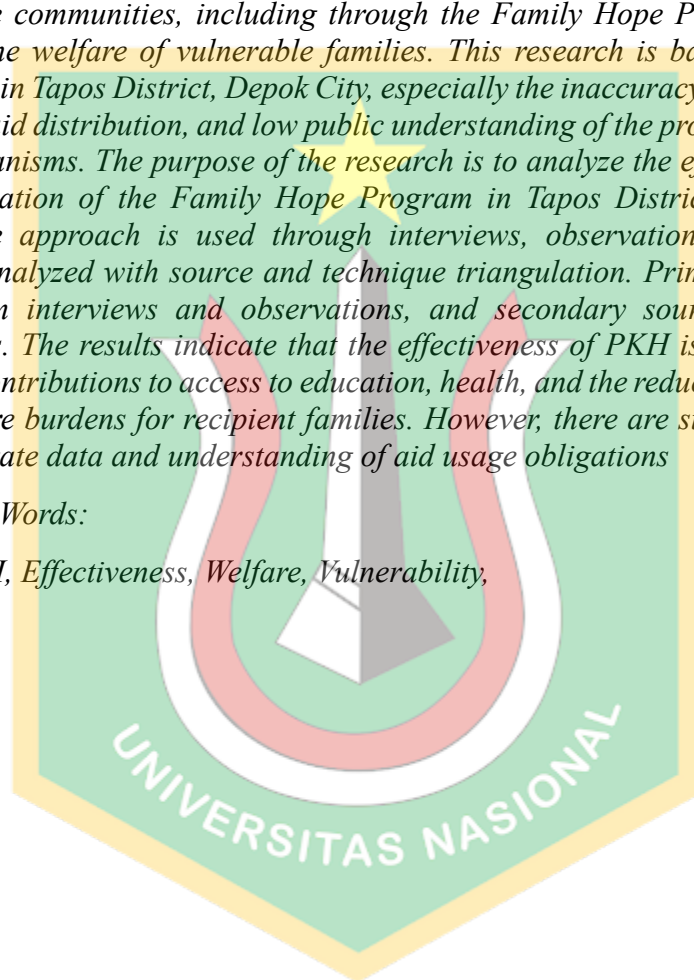 communities, including through the Family Hope P
welfare of vulnerable families. This research is ba
in Tapos District, Depok City, especially the inaccuracy
id distribution, and low public understanding of the pro
anisms. The purpose of the research is to analyze the ef
ation of the Family Hope Program in Tapos Distric
approach is used through interviews, observation
nalyzed with source and technique triangulation. Prin
interviews and observations, and secondary sour
. The results indicate that the effectiveness of PKH is
ntributions to access to education, health, and the redu
re burdens for recipient families. However, there are s
ate data and understanding of aid usage obligations
Words:
, Effectiveness, Welfare, Vulnerability,
UNIVERSITAS NASIONAL